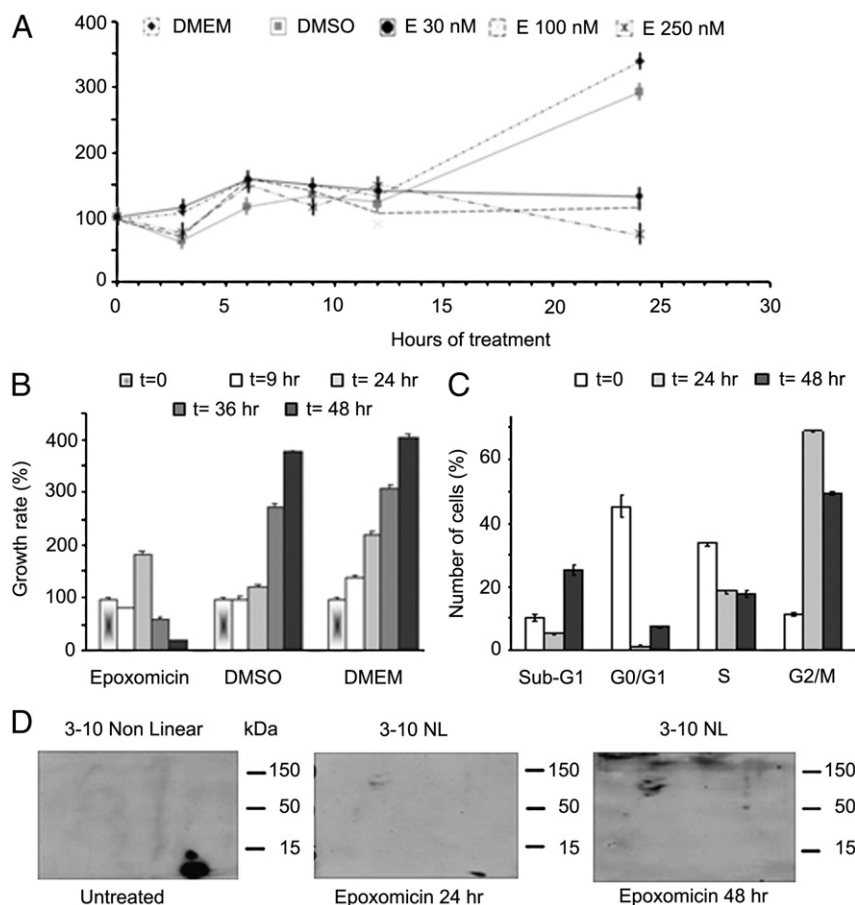 A
DMEM DMSO E 30 nM E 100 nM E 250 nM
400
300
200
100
0
0 5 10 15 20 25 30
Hours of treatment
B
t=0 t=9 hr t= 24 hr
t= 36 hr t= 48 hr
Growth rate (%)
400
300
200
100
0
Epoxomicin DMSO DMEM
C
t=0 t= 24 hr t= 48 hr
Number of cells (%)
60
40
20
0
Sub-G1 G0/G1 S G2/M
D
3-10 Non Linear kDa 3-10 NL 3-10 NL
150 150 150
50 50 50
15 15 15
Untreated Epoxomicin 24 hr Epoxomicin 48 hr